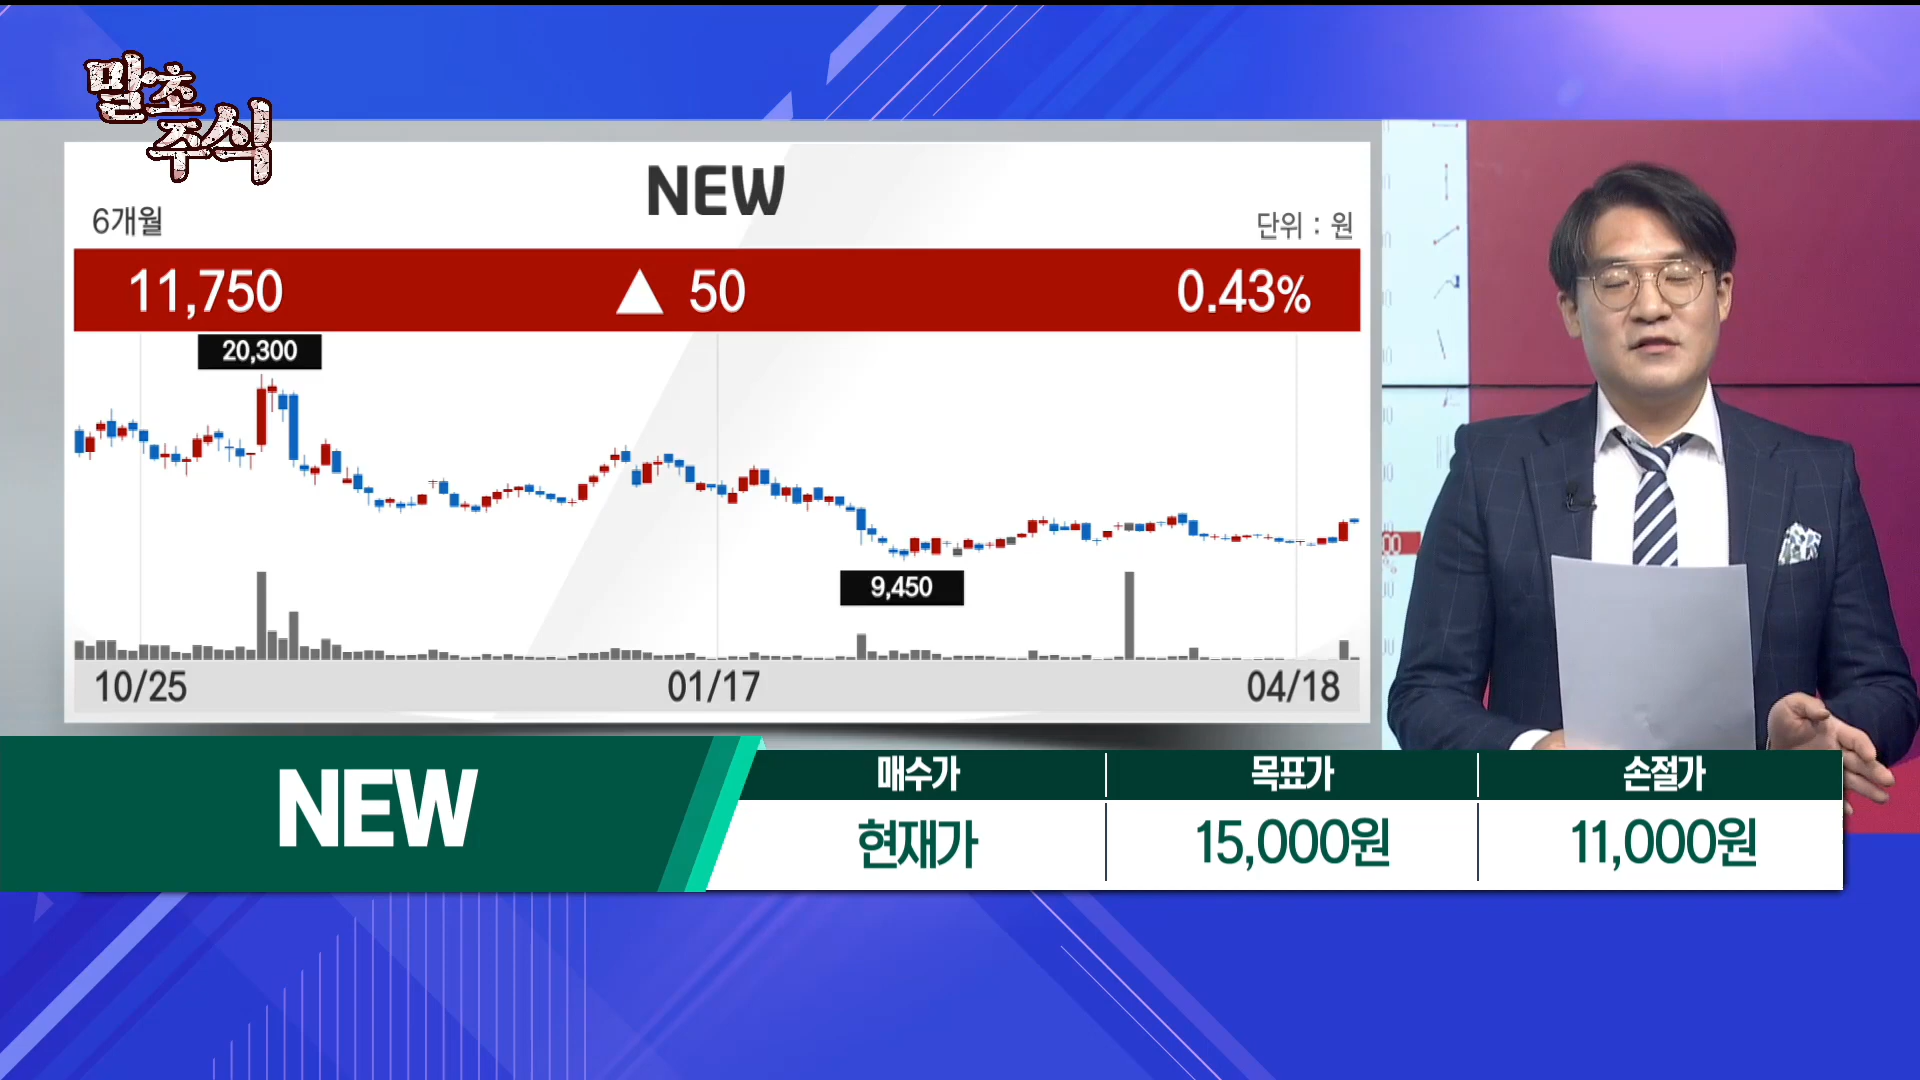 말초
주식
NEW
6개월
단위 : 원
11,750 ▲ 50 0.43%
20,300
9,450
10/25 01/17 04/18
NEW
매수가 목표가 손절가
현재가 15,000원 11,000원